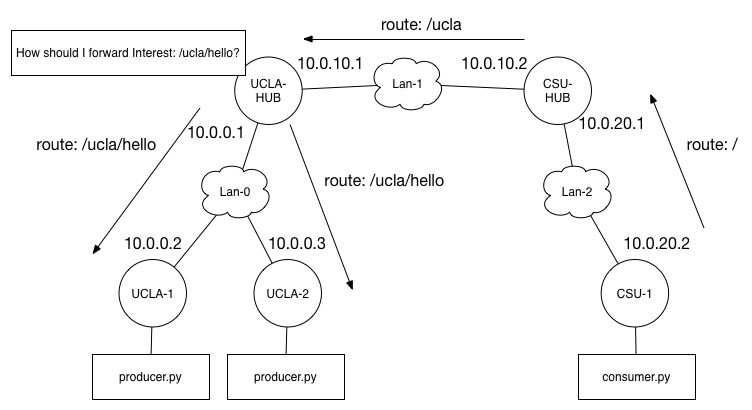 route: /ucla
How should I forward Interest: /ucla/hello?
10.0.10.1
10.0.10.2
UCLA-
HUB
Lan-1
CSU-
HUB
10.0.0.1
10.0.20.1
route: /ucla/hello
route: /
route: /ucla/hello
Lan-0
Lan-2
10.0.0.2
10.0.0.3
10.0.20.2
UCLA-1
UCLA-2
CSU-1
producer.py
producer.py
consumer.py